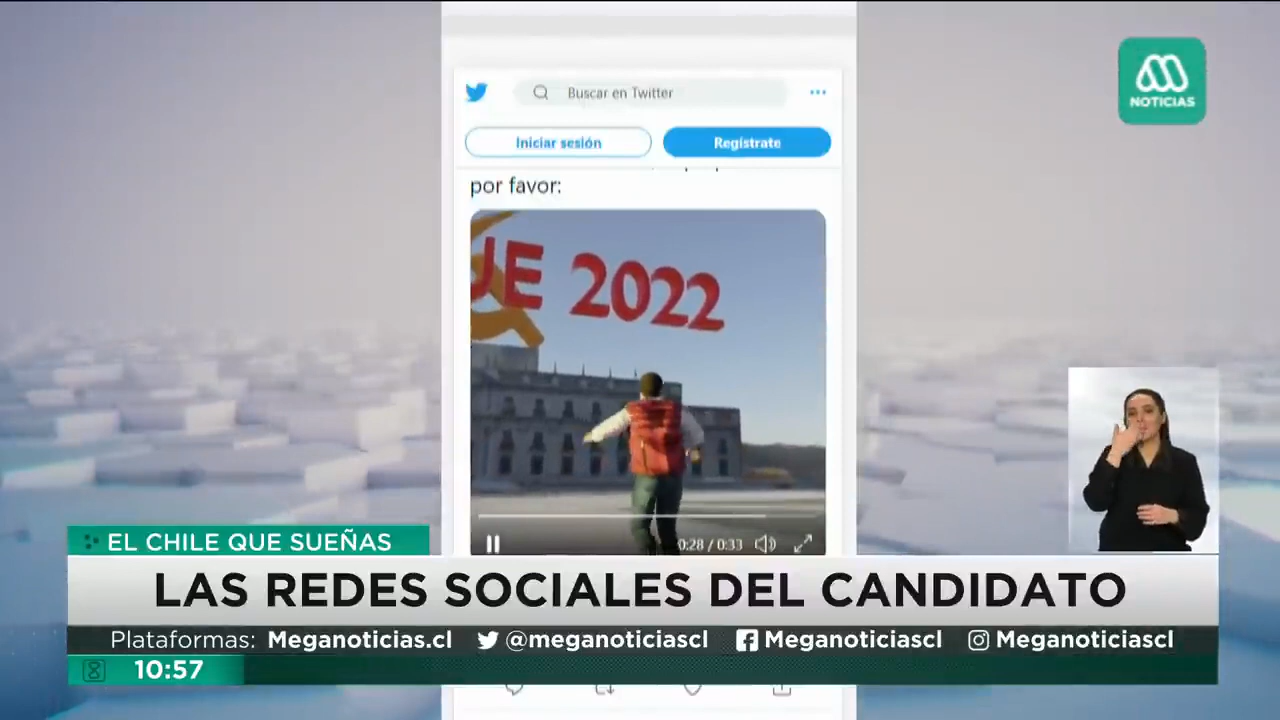 NOTICIAS
Buscar en Twitter
Iniciar sesión
Regístrate
por favor:
UE 2022
0:28 / 0:33
EL CHILE QUE SUEÑAS
LAS REDES SOCIALES DEL CANDIDATO
Plataformas: Meganoticias.cl @meganoticiascl Meganoticiascl Meganoticiascl
10:57